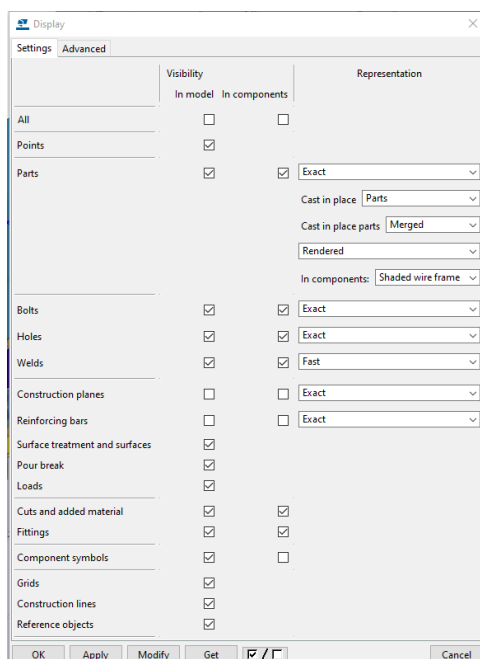 Display
Settings Advanced
Visibility Representation
In model In components
All
Points
Parts Exact
Cast in place Parts
Cast in place parts Merged
Rendered
In components: Shaded wire frame
Bolts Exact
Holes Exact
Welds Fast
Construction planes Exact
Reinforcing bars Exact
Surface treatment and surfaces
Pour break
Loads
Cuts and added material
Fittings
Component symbols
Grids
Construction lines
Reference objects
OK Apply Modify Get / Cancel